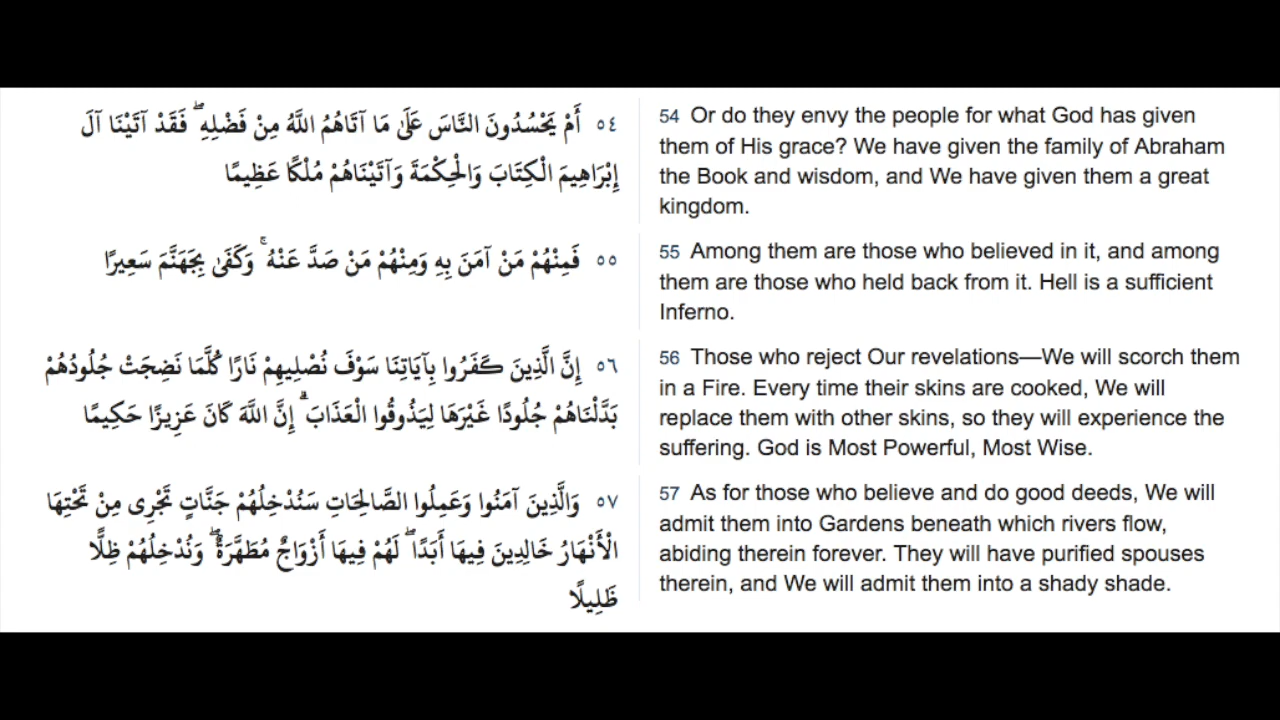 ٥٤ أَمْ يَحْسُدُونَ النَّاسَ عَلَىٰ مَا آتَاهُمُ اللَّهُ مِنْ فَضْلِهِ ۖ فَقَدْ آتَيْنَا آلَ
إِبْرَاهِيمَ الْكِتَابَ وَالْحِكْمَةَ وَآتَيْنَاهُمْ مُلْكًا عَظِيمًا
54 Or do they envy the people for what God has given
them of His grace? We have given the family of Abraham
the Book and wisdom, and We have given them a great
kingdom.
٥٥ فَمِنْهُمْ مَنْ آمَنَ بِهِ وَمِنْهُمْ مَنْ صَدَّ عَنْهُ ۚ وَكَفَىٰ بِجَهَنَّمَ سَعِيرًا
55 Among them are those who believed in it, and among
them are those who held back from it. Hell is a sufficient
Inferno.
٥٦ إِنَّ الَّذِينَ كَفَرُوا بِآيَاتِنَا سَوْفَ نُصْلِيهِمْ نَارًا كُلَّمَا نَضِجَتْ جُلُودُهُمْ
بَدَّلْنَاهُمْ جُلُودًا غَيْرَهَا لِيَذُوقُوا الْعَذَابَ ۗ إِنَّ اللَّهَ كَانَ عَزِيزًا حَكِيمًا
56 Those who reject Our revelations—We will scorch them
in a Fire. Every time their skins are cooked, We will
replace them with other skins, so they will experience the
suffering. God is Most Powerful, Most Wise.
٥٧ وَالَّذِينَ آمَنُوا وَعَمِلُوا الصَّالِحَاتِ سَنُدْخِلُهُمْ جَنَّاتٍ تَجْرِي مِنْ تَحْتِهَا
الْأَنْهَارُ خَالِدِينَ فِيهَا أَبَدًا ۖ لَهُمْ فِيهَا أَزْوَاجٌ مُطَهَّرَةٌ ۖ وَنُدْخِلُهُمْ ظِلًّا
ظَلِيلًا
57 As for those who believe and do good deeds, We will
admit them into Gardens beneath which rivers flow,
abiding therein forever. They will have purified spouses
therein, and We will admit them into a shady shade.